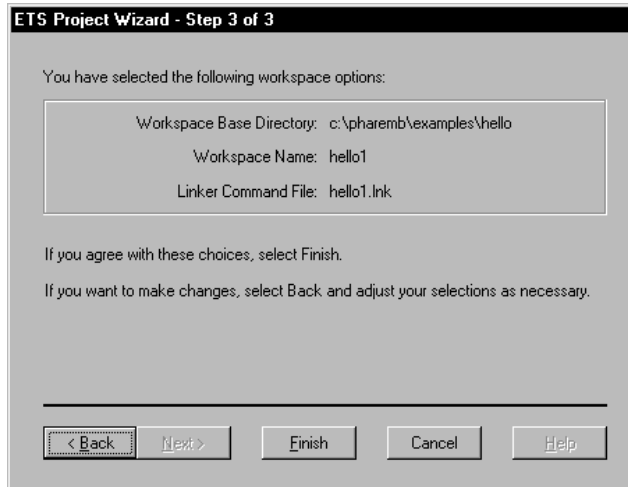 ETS Project Wizard - Step 3 of 3
You have selected the following workspace options:
Workspace Base Directory: c:\pharemb\examples\hello
Workspace Name: hello1
Linker Command File: hello1.lnk
If you agree with these choices, select Finish.
If you want to make changes, select Back and adjust your selections as necessary.
< Back Next > Finish Cancel Help